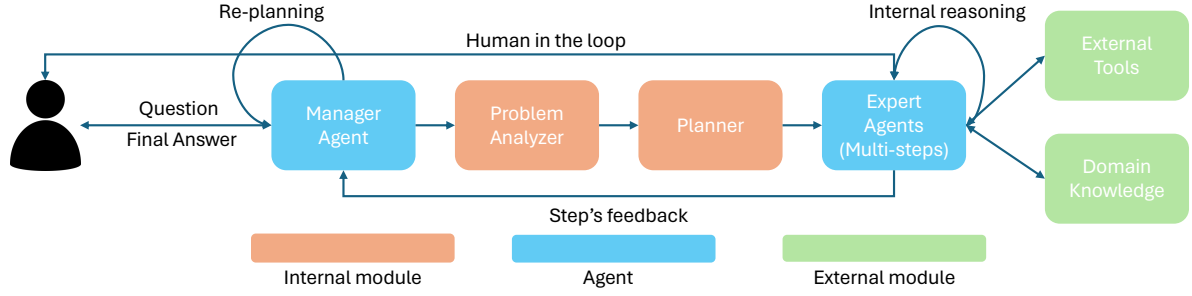 Re-planning
Internal reasoning
Human in the loop
External
Tools
Question
Final Answer
Manager
Agent
Problem
Analyzer
Planner
Expert
Agents
(Multi-steps)
Domain
Knowledge
Step's feedback
Internal module
Agent
External module